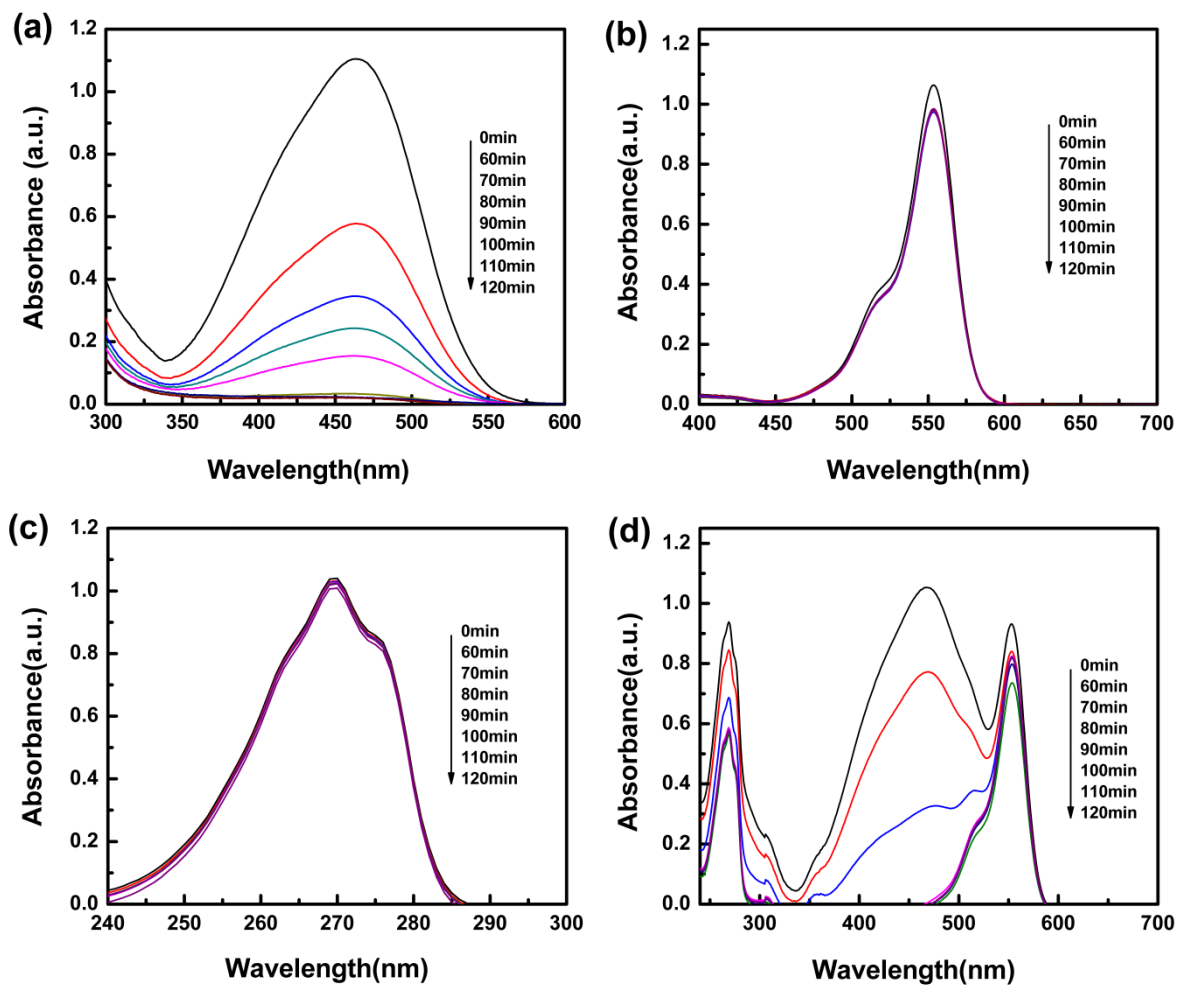 (a)
1.2
1.0
0.8
0.6
0.4
0.2
0.0
Absorbance (a.u.)
0min
60min
70min
80min
90min
100min
110min
120min
300 350 400 450 500 550 600
Wavelength(nm)
(b)
1.2
1.0
0.8
0.6
0.4
0.2
0.0
Absorbance(a.u.)
0min
60min
70min
80min
90min
100min
110min
120min
400 450 500 550 600 650 700
Wavelength(nm)
(c)
1.2
1.0
0.8
0.6
0.4
0.2
0.0
Absorbance(a.u.)
0min
60min
70min
80min
90min
100min
110min
120min
240 250 260 270 280 290 300
Wavelength(nm)
(d)
1.2
1.0
0.8
0.6
0.4
0.2
0.0
Absorbance(a.u.)
0min
60min
70min
80min
90min
100min
110min
120min
300 400 500 600 700
Wavelength(nm)